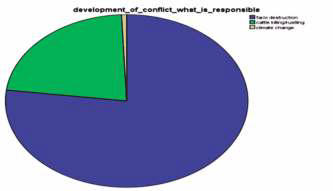 development_of_conflict_what_is_responsible
farm destruction
cattle killing/rustling
climate change